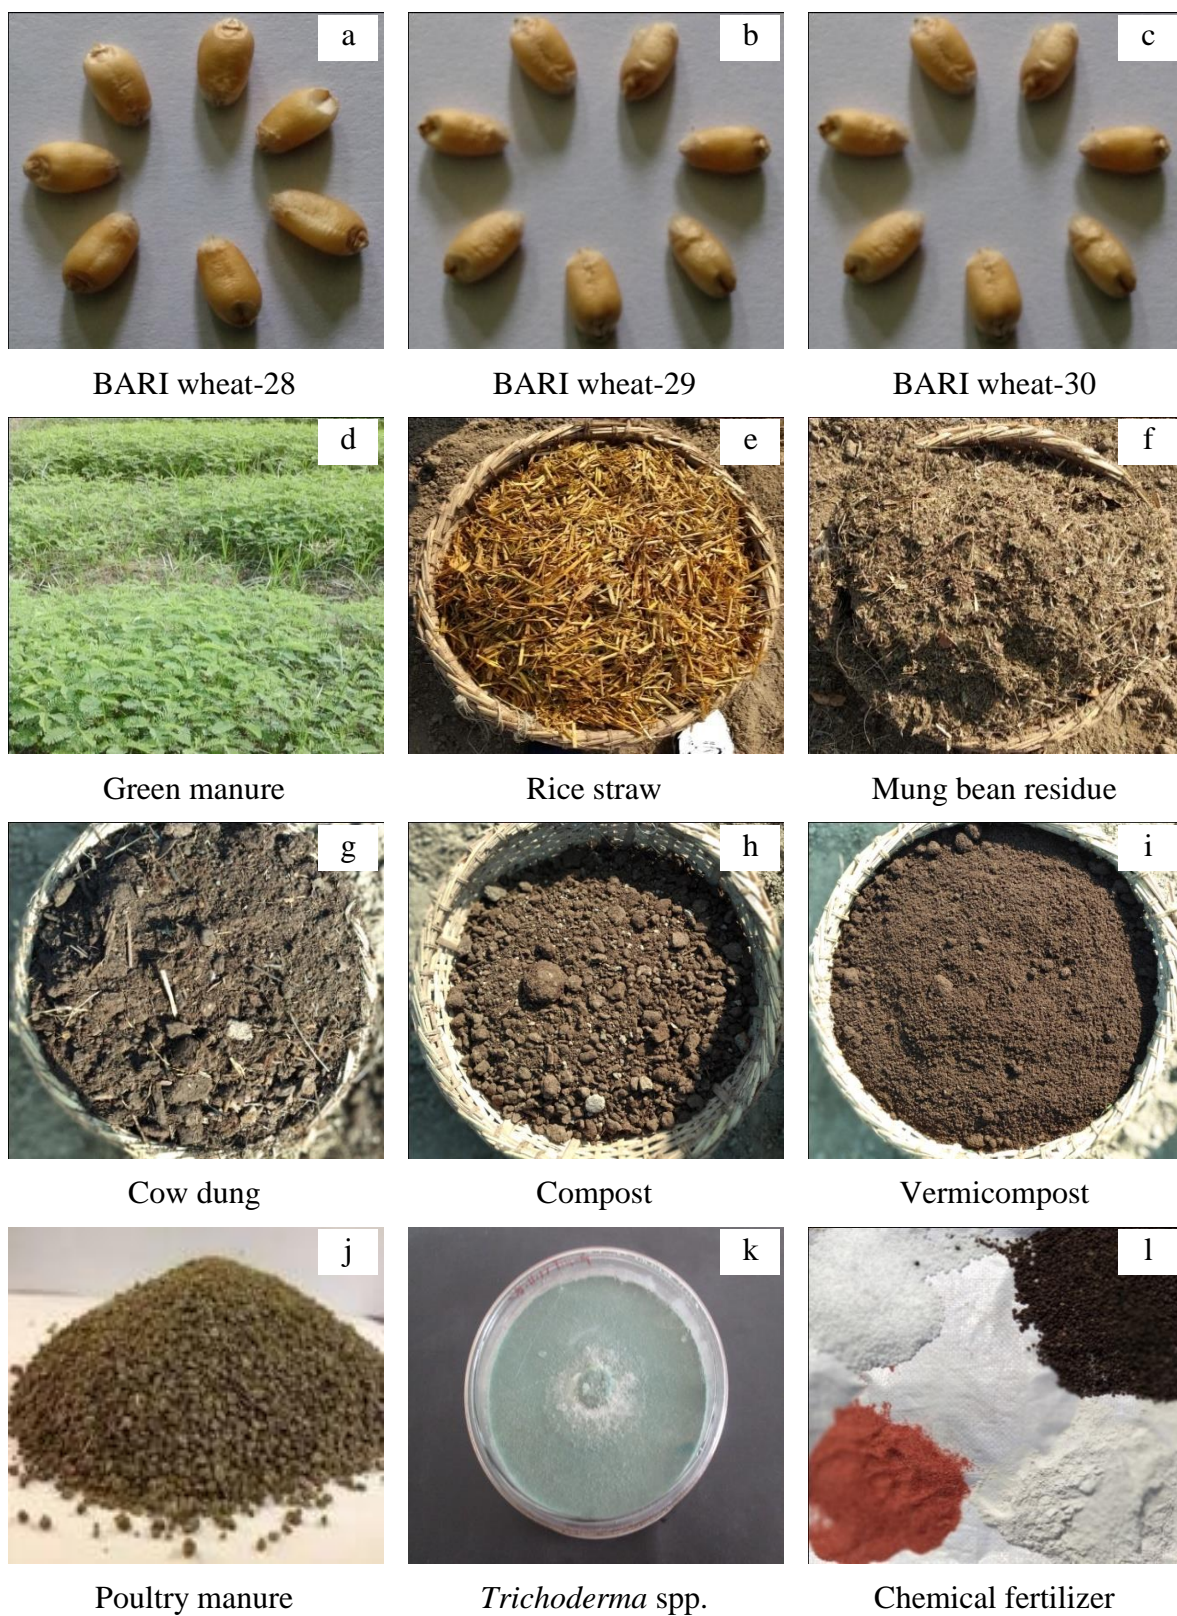 a
b
c
BARI wheat-28
BARI wheat-29
BARI wheat-30
d
e
f
Green manure
Rice straw
Mung bean residue
g
h
i
Cow dung
Compost
Vermicompost
j
k
l
Poultry manure
Trichoderma spp.
Chemical fertilizer